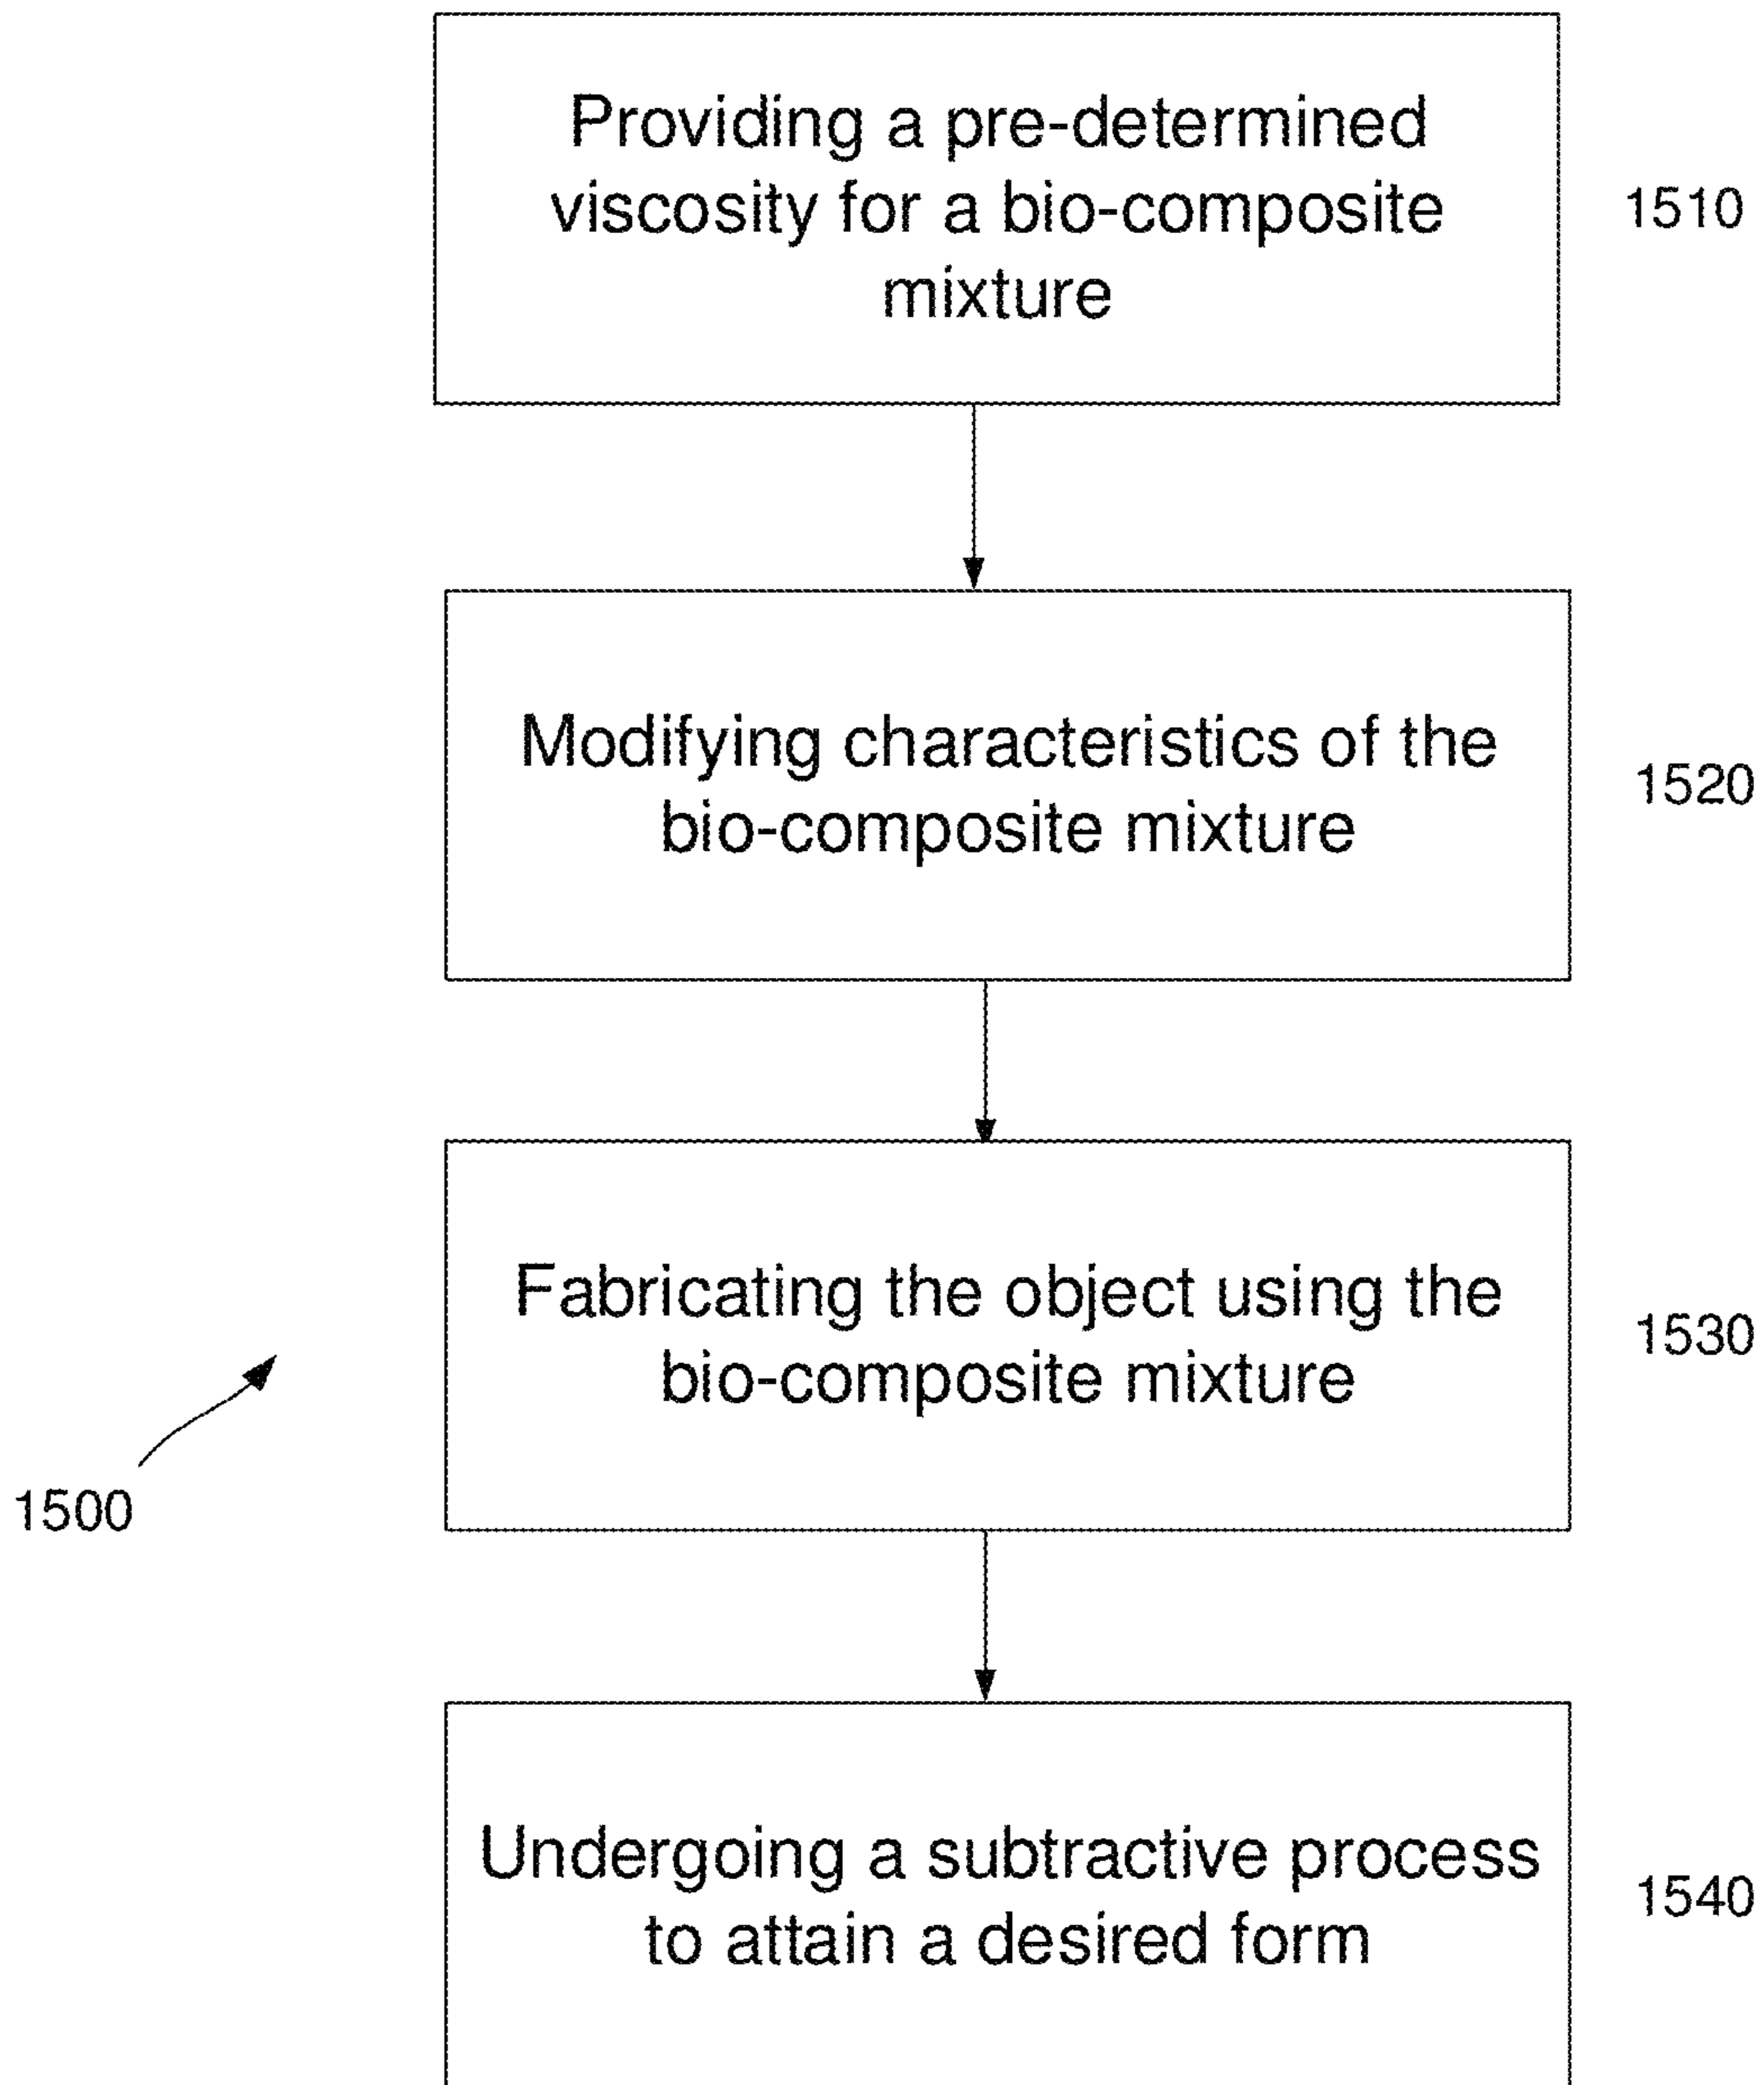 Providing a pre-determined
viscosity for a bio-composite
mixture
1510
Modifying characteristics of the
bio-composite mixture
1520
Fabricating the object using the
bio-composite mixture
1530
1500
Undergoing a subtractive process
to attain a desired form
1540